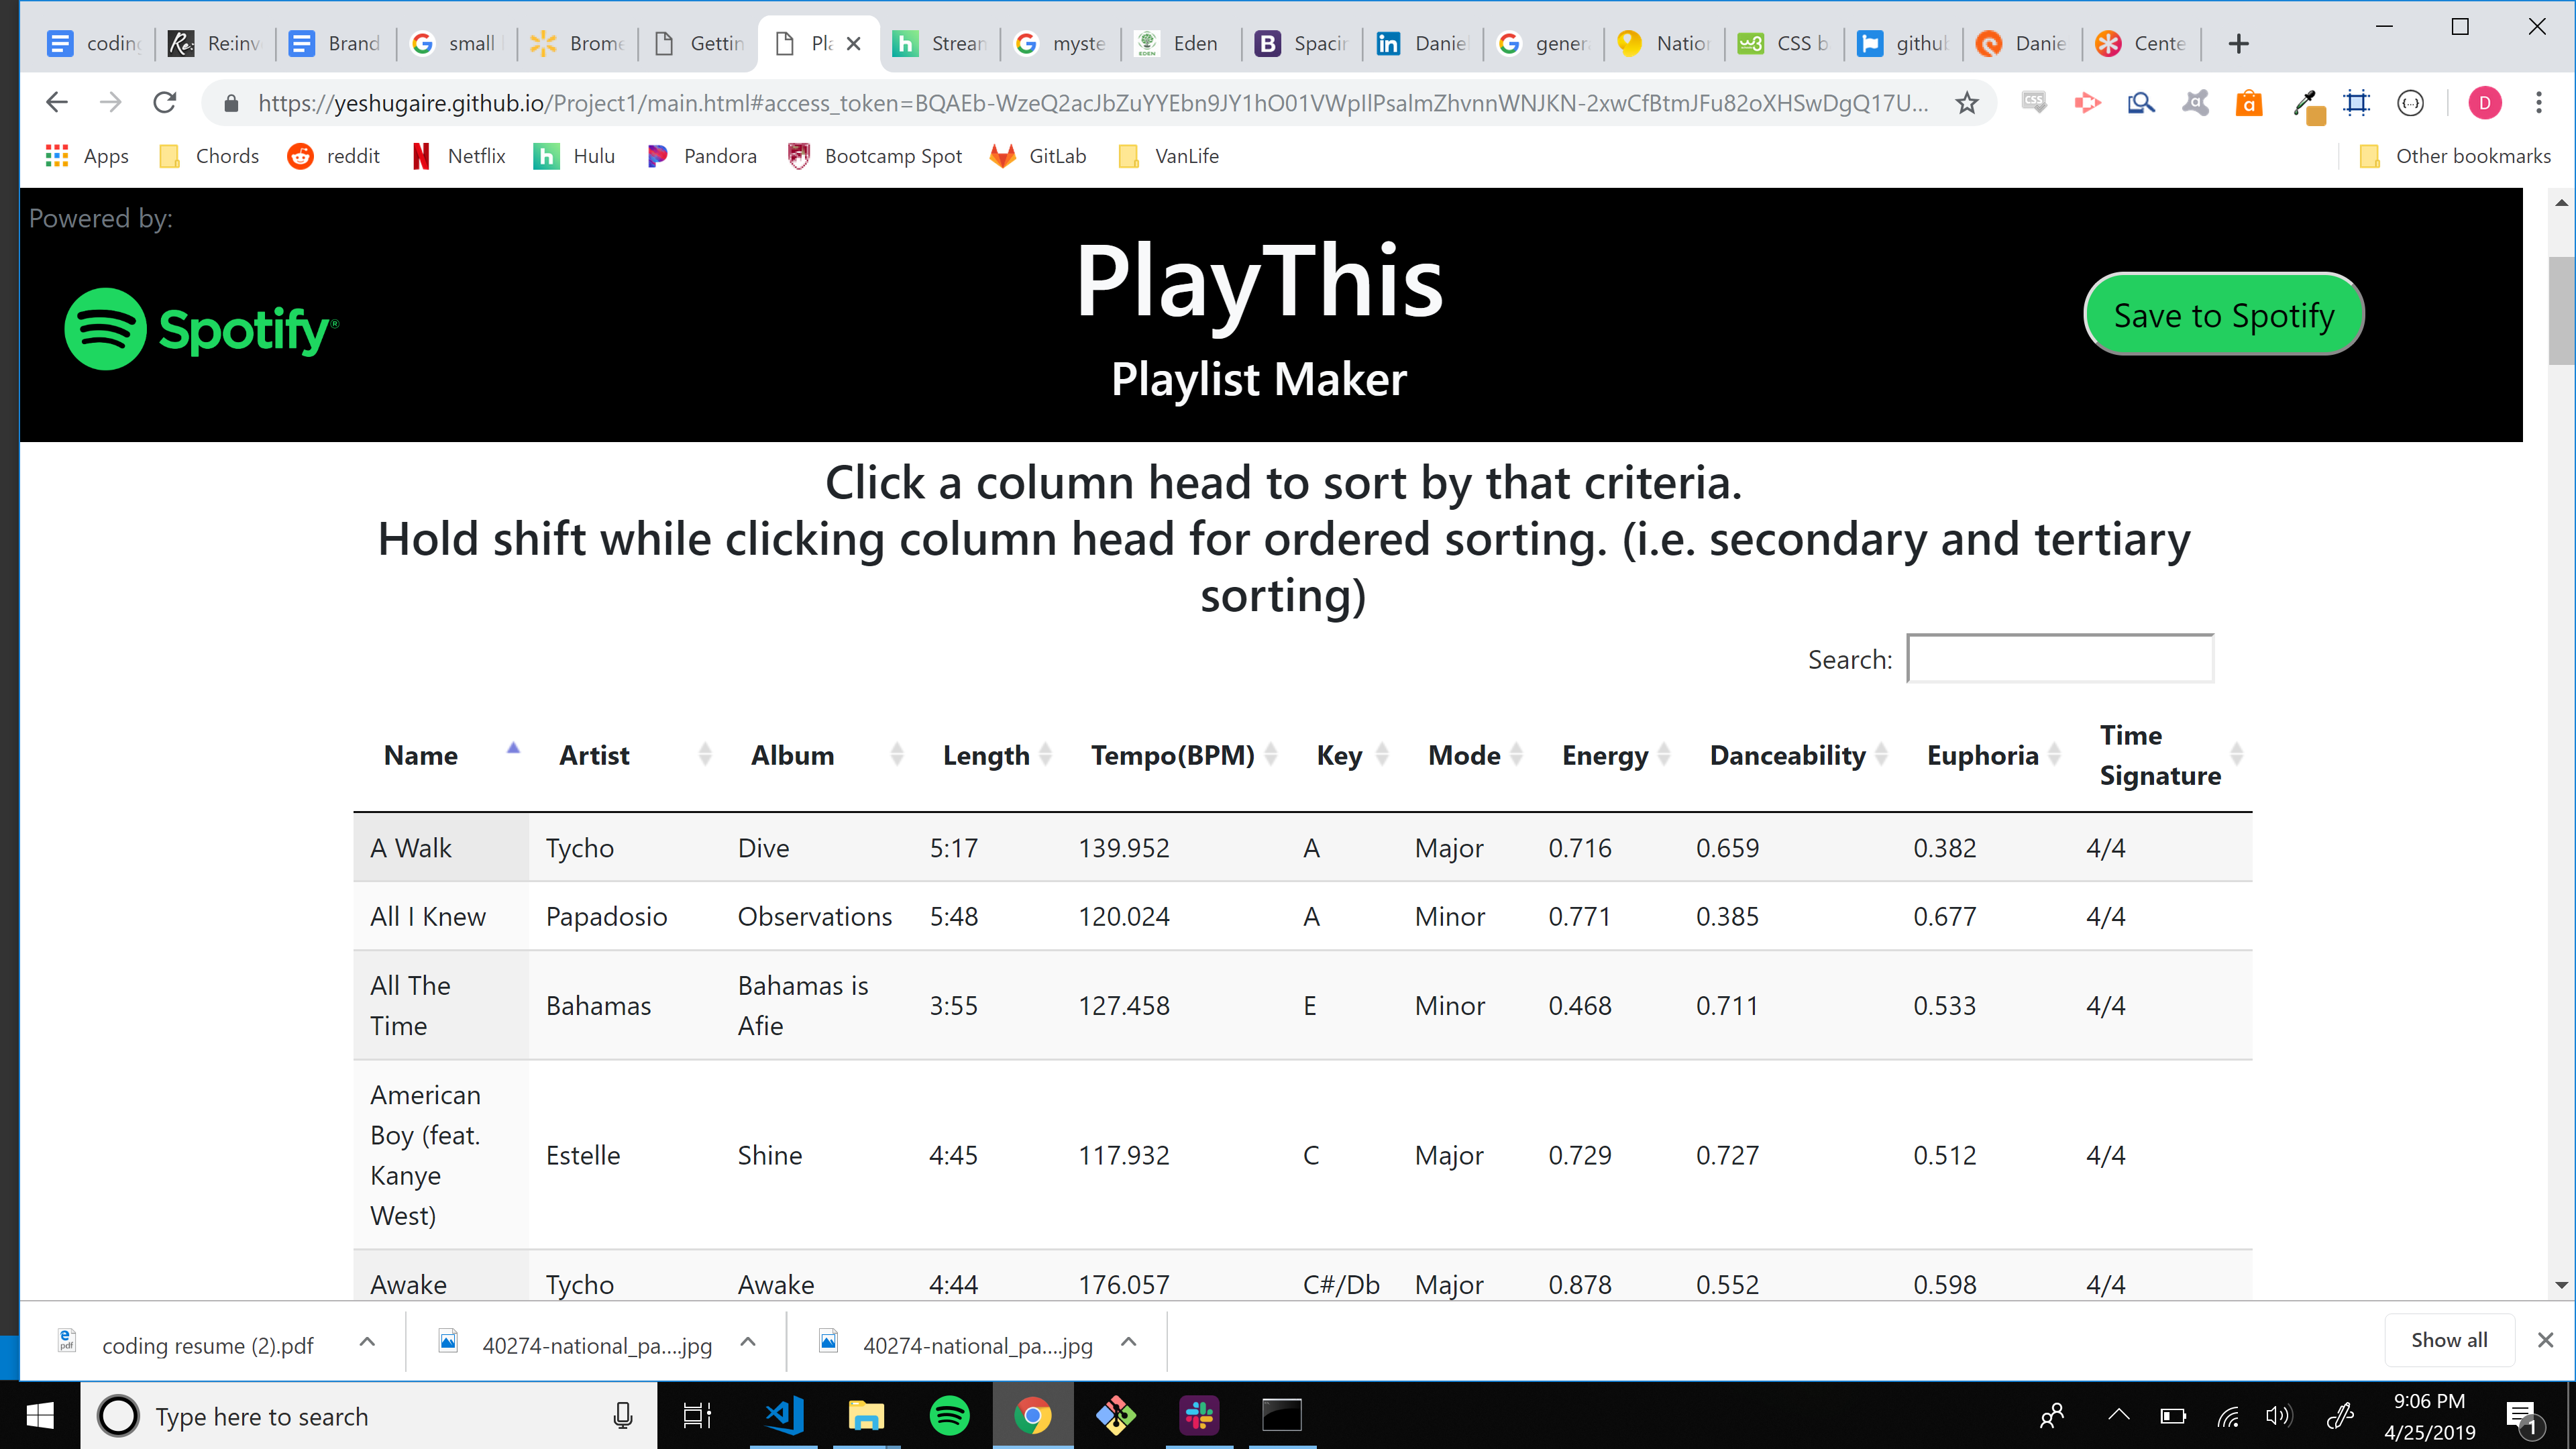 coding Re:inv Brand small Brome Gettin Pla Stream myste Eden Spacin Daniel genera Nation CSS b github Danie Cente
https://yeshugaire.github.io/Project1/main.html#access_token=BQAEb-WzeQ2acJbZuYYEbn9JY1hO01VWpIlPsalmZhvnnWNJKN-2xwCfBtmJFu82oXHSwDgQ17U... D
Apps Chords reddit Netflix Hulu Pandora Bootcamp Spot GitLab VanLife Other bookmarks
Powered by:
Spotify®
PlayThis
Playlist Maker
Save to Spotify
Click a column head to sort by that criteria.
Hold shift while clicking column head for ordered sorting. (i.e. secondary and tertiary
sorting)
Search:
Name Artist Album Length Tempo(BPM) Key Mode Energy Danceability Euphoria Time
Signature
A Walk Tycho Dive 5:17 139.952 A Major 0.716 0.659 0.382 4/4
All I Knew Papadosio Observations 5:48 120.024 A Minor 0.771 0.385 0.677 4/4
All The
Time Bahamas Bahamas is
Afie 3:55 127.458 E Minor 0.468 0.711 0.533 4/4
American
Boy (feat.
Kanye
West) Estelle Shine 4:45 117.932 C Major 0.729 0.727 0.512 4/4
Awake Tycho Awake 4:44 176.057 C#/Db Major 0.878 0.552 0.598 4/4
coding resume (2).pdf 40274-national_pa....jpg 40274-national_pa....jpg Show all
Type here to search
9:06 PM
4/25/2019
1